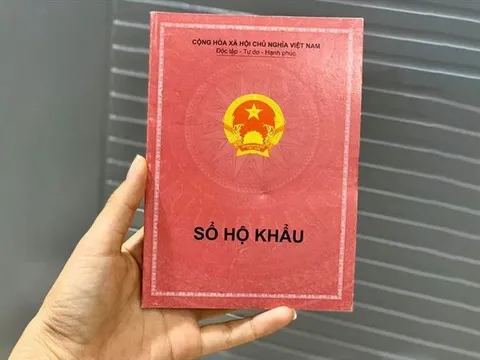 CỘNG HÒA XÃ HỘI CHỦ NGHĨA VIỆT NAM
Độc lập - Tự do - Hạnh phúc
SỔ HỘ KHẨU